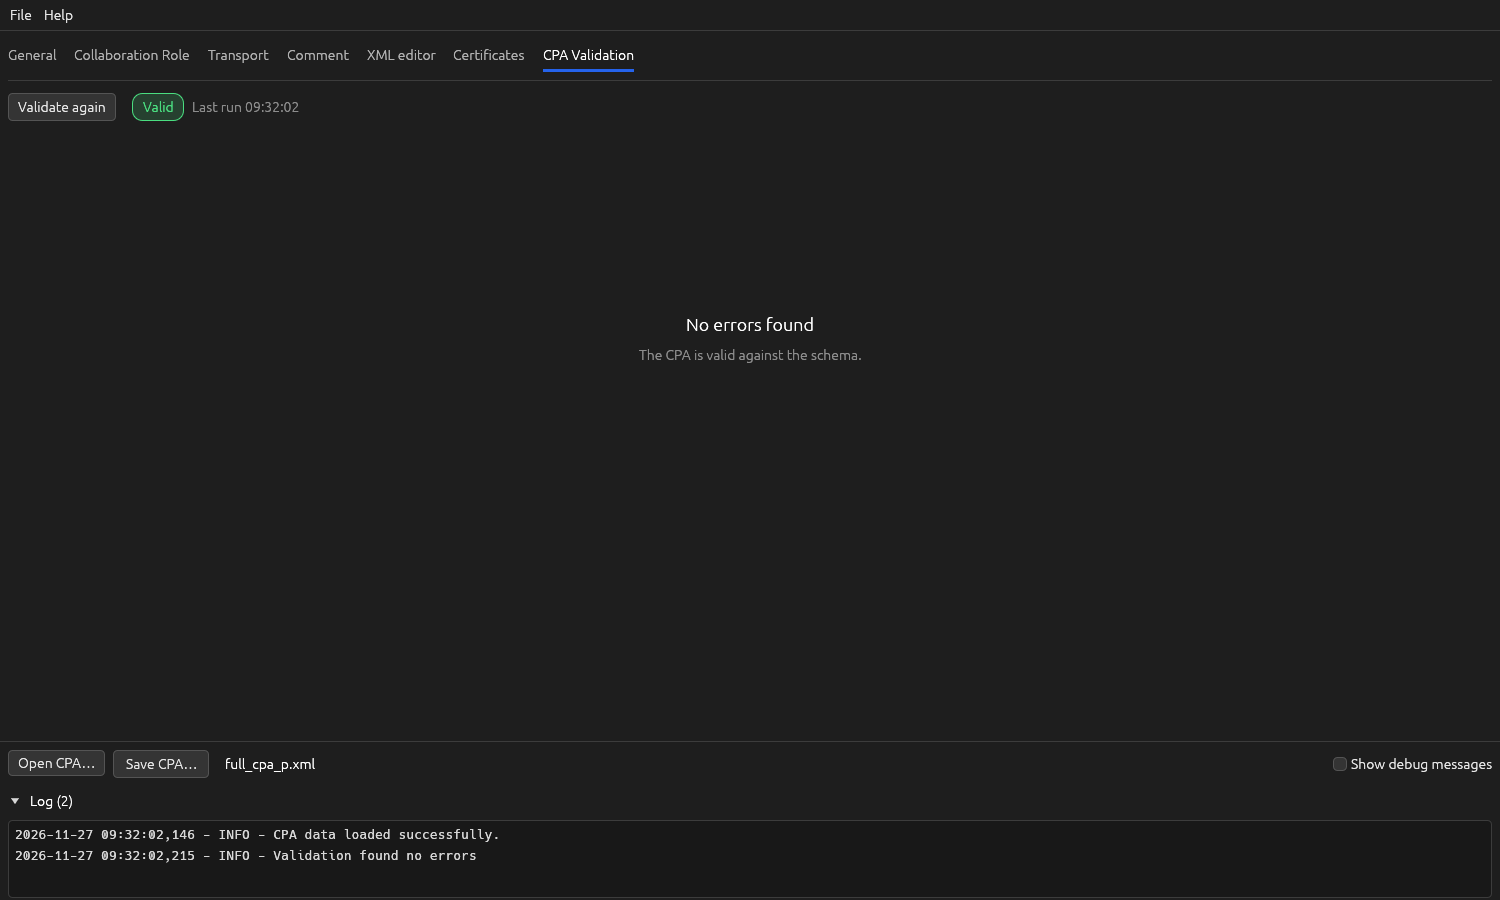 File Help
General Collaboration Role Transport Comment XML editor Certificates CPA Validation
Validate again Valid Last run 09:32:02
No errors found
The CPA is valid against the schema.
Open CPA... Save CPA... full_cpa_p.xml Show debug messages
Log (2)
2026-11-27 09:32:02,146 - INFO - CPA data loaded successfully.
2026-11-27 09:32:02,215 - INFO - Validation found no errors